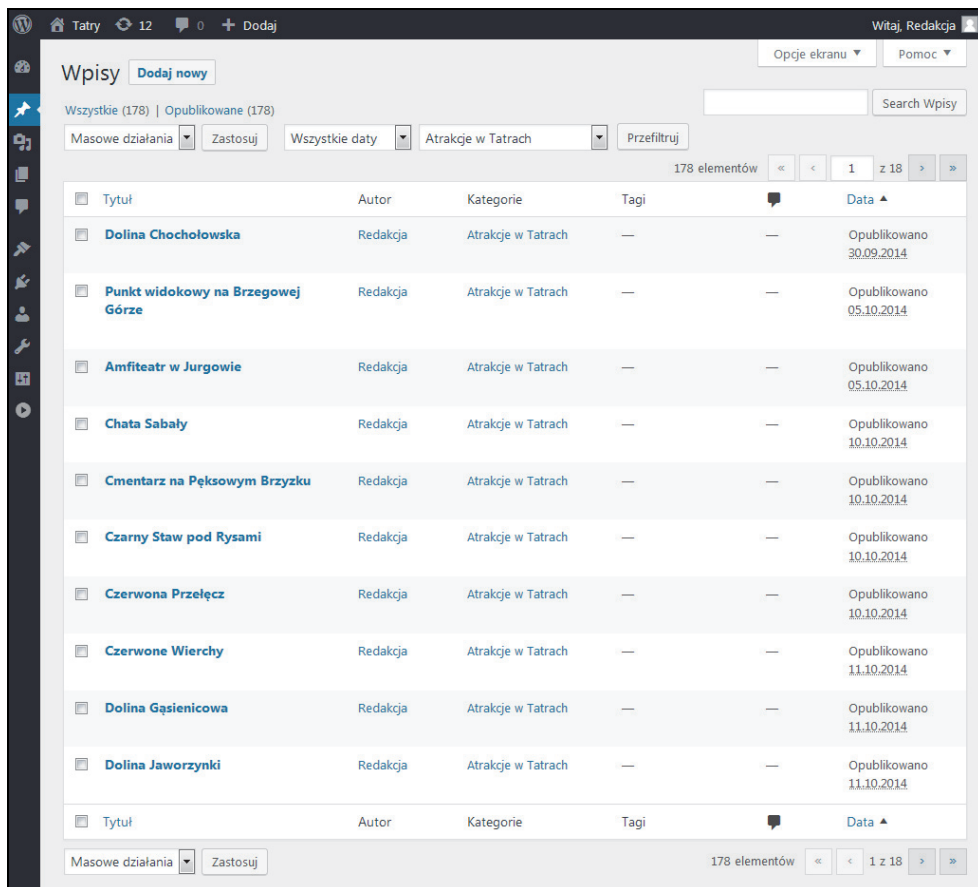 Tatry 12 0 + Dodaj Witaj, Redakcja
Opcje ekranu ▼ Pomoc ▼
Wpisy Dodaj nowy
Wszystkie (178) | Opublikowane (178) Search Wpisy
Masowe działania Zastosuj Wszystkie daty Atrakcje w Tatrach Przefiltruj
178 elementów « ‹ 1 z 18 › »
Tytuł Autor Kategorie Tagi Data ▲
Dolina Chochołowska Redakcja Atrakcje w Tatrach — — Opublikowano
30.09.2014
Punkt widokowy na Brzegowej Redakcja Atrakcje w Tatrach — — Opublikowano
Górze 05.10.2014
Amfiteatr w Jurgowie Redakcja Atrakcje w Tatrach — — Opublikowano
05.10.2014
Chata Sabały Redakcja Atrakcje w Tatrach — — Opublikowano
10.10.2014
Cmentarz na Pęksowym Brzyzku Redakcja Atrakcje w Tatrach — — Opublikowano
10.10.2014
Czarny Staw pod Rysami Redakcja Atrakcje w Tatrach — — Opublikowano
10.10.2014
Czerwona Przełęcz Redakcja Atrakcje w Tatrach — — Opublikowano
10.10.2014
Czerwone Wierchy Redakcja Atrakcje w Tatrach — — Opublikowano
11.10.2014
Dolina Gąsienicowa Redakcja Atrakcje w Tatrach — — Opublikowano
11.10.2014
Dolina Jaworzynki Redakcja Atrakcje w Tatrach — — Opublikowano
11.10.2014
Tytuł Autor Kategorie Tagi Data ▲
Masowe działania Zastosuj 178 elementów « ‹ 1 z 18 › »